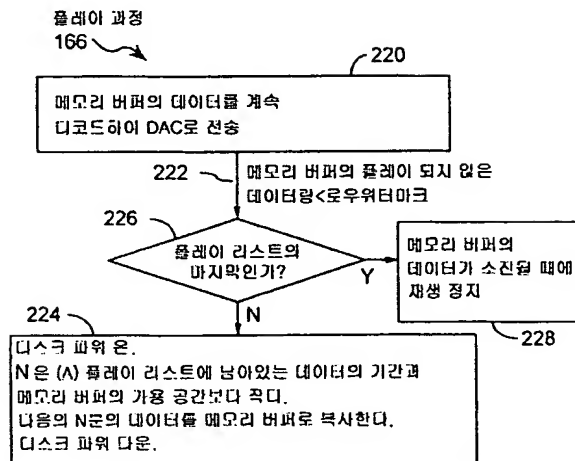 플레이 과정
166
220
메모리 버퍼의 데이터를 계속
디코드하여 DAC로 전송
222
메모리 버퍼의 플레이 되지 않은
데이터량<로우워터마크
226
플레이 리스트의
마지막인가?
Y
N
메모리 버퍼의
데이터가 소진될 때에
재생 정지
228
224
디스크 파워 온.
N은 (A) 플레이 리스트에 남아있는 데이터의 기간과
메모리 버퍼의 가용 공간보다 작다.
다음의 N분의 데이터를 메모리 버퍼로 복사한다.
디스크 파워 다운.